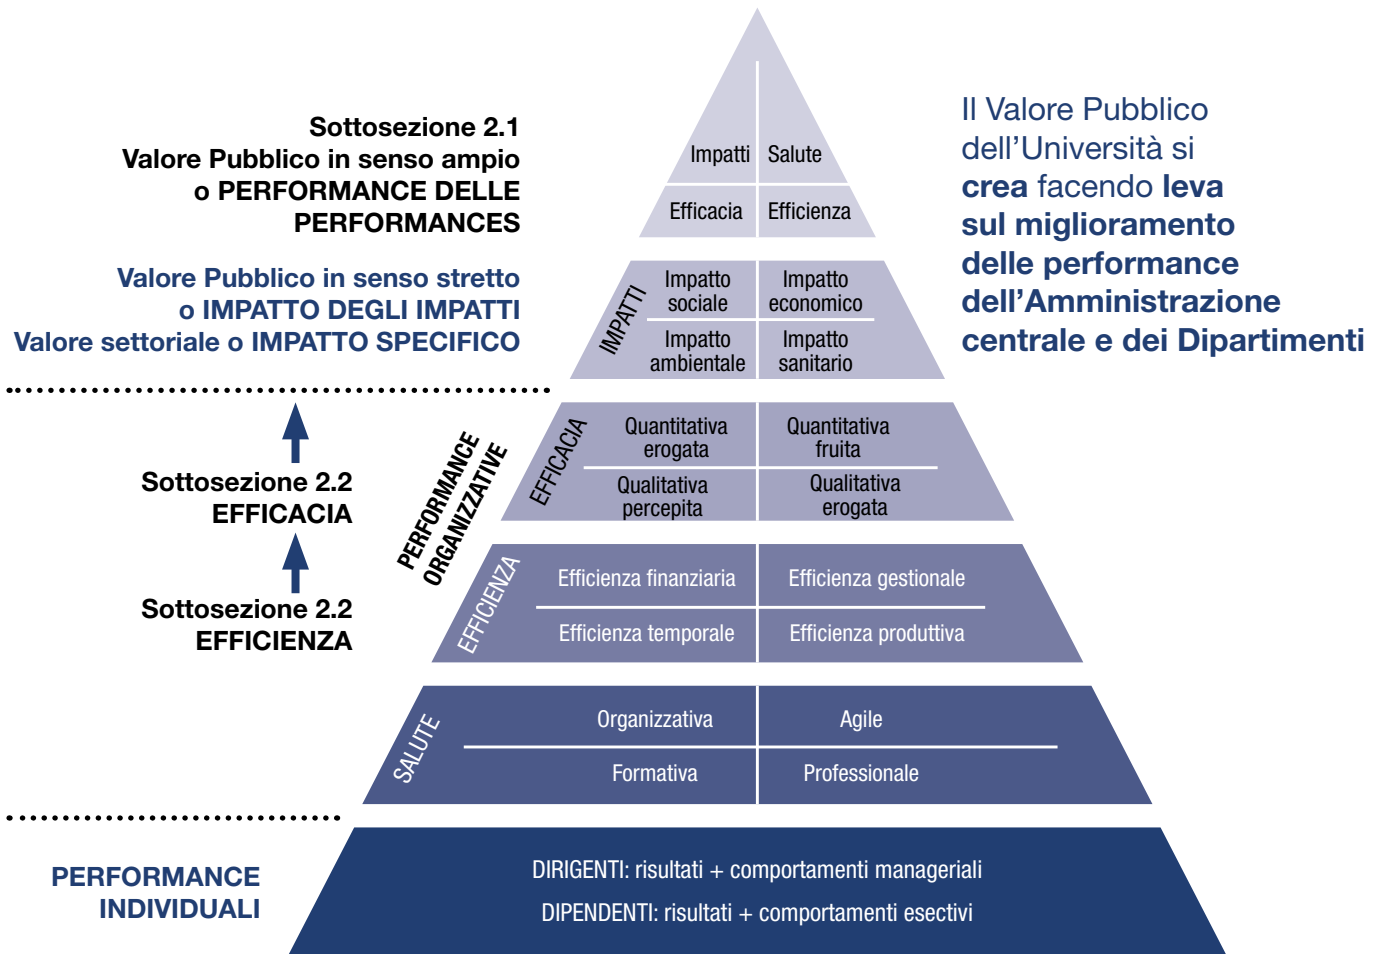 Sottosezione 2.1
Valore Pubblico in senso ampio
o PERFORMANCE DELLE
PERFORMANCES
Valore Pubblico in senso stretto
o IMPATTO DEGLI IMPATTI
Valore settoriale o IMPATTO SPECIFICO
Sottosezione 2.2
EFFICACIA
Sottosezione 2.2
EFFICIENZA
PERFORMANCE
INDIVIDUALI
PERFORMANCE
ORGANIZZATIVE
Impatti Salute
Efficacia Efficienza
IMPATTI
Impatto
sociale
Impatto
economico
Impatto
ambientale
Impatto
sanitario
EFFICACIA
Quantitativa
erogata
Quantitativa
fruita
Qualitativa
percepita
Qualitativa
erogata
EFFICIENZA
Efficienza finanziaria
Efficienza gestionale
Efficienza temporale
Efficienza produttiva
SALUTE
Organizzativa
Agile
Formativa
Professionale
DIRIGENTI: risultati + comportamenti manageriali
DIPENDENTI: risultati + comportamenti esectivi
Il Valore Pubblico
dell’Università si
crea facendo leva
sul miglioramento
delle performance
dell’Amministrazione
centrale e dei Dipartimenti